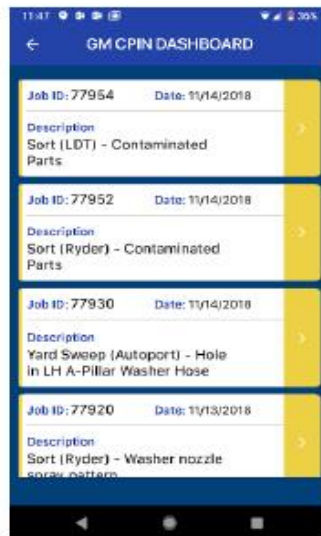 11:47 36%
GM CPIN DASHBOARD
Job ID: 77954 Date: 11/14/2018
Description
Sort (LDT) - Contaminated
Parts
Job ID: 77952 Date: 11/14/2018
Description
Sort (Ryder) - Contaminated
Parts
Job ID: 77930 Date: 11/14/2018
Description
Yard Sweep (Autoport) - Hole
in LH A-Pillar Washer Hose
Job ID: 77920 Date: 11/13/2018
Description
Sort (Ryder) - Washer nozzle
spray pattern